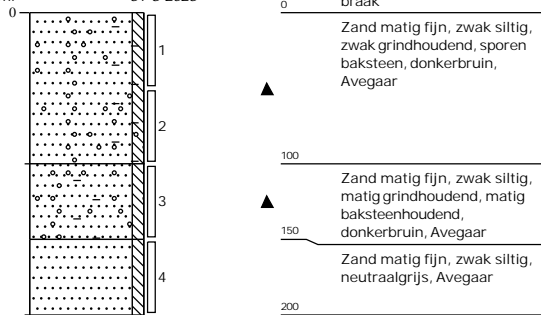 0
1
2
3
4
0
braak
Zand matig fijn, zwak siltig,
zwak grindhoudend, sporen
baksteen, donkerbruin,
Avegaar
100
Zand matig fijn, zwak siltig,
matig grindhoudend, matig
baksteenhoudend,
donkerbruin, Avegaar
150
Zand matig fijn, zwak siltig,
neutraalgrijs, Avegaar
200